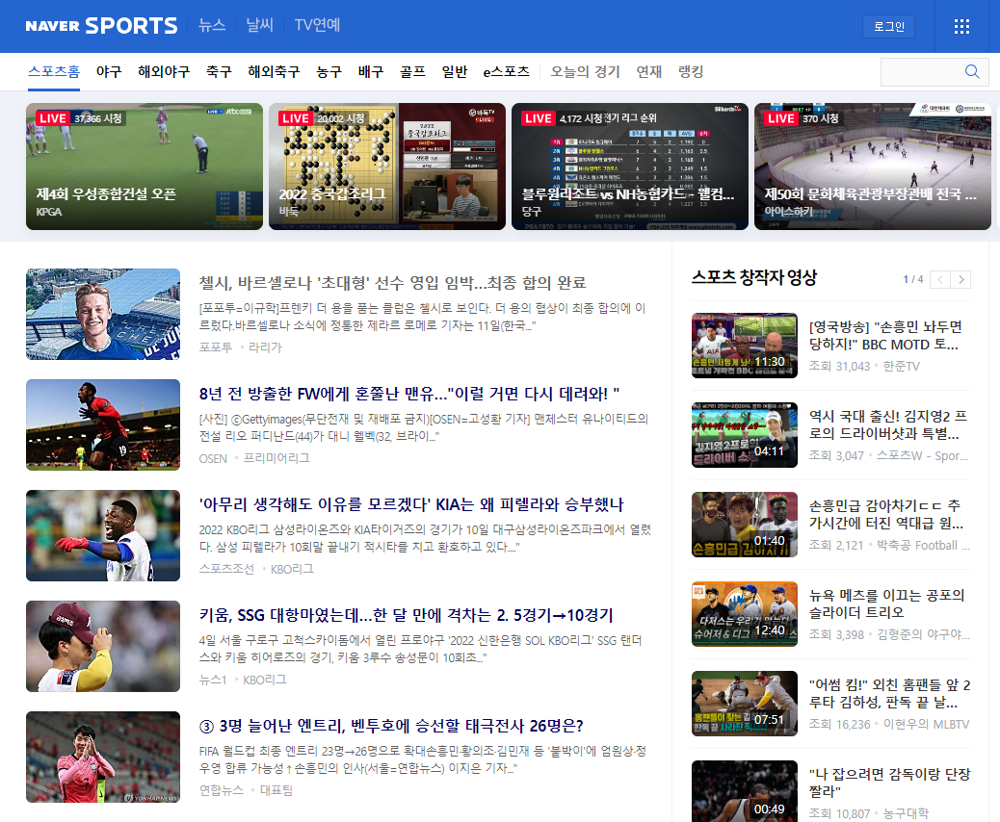 NAVER SPORTS 뉴스 날씨 TV연예 로그인
스포츠홈 야구 해외야구 축구 해외축구 농구 배구 골프 일반 e스포츠 오늘의 경기 연재 랭킹
LIVE 37,366 시청
제4회 우성종합건설 오픈
KPGA
LIVE 20,002 시청
2022 중국갑조리그
바둑
LIVE 4,172 시청
블루원리조트 vs NH농협카드 - 웰컴...
당구
LIVE 370 시청
제50회 문화체육관광부장관배 전국 ...
아이스하키
첼시, 바르셀로나 '초대형' 선수 영입 임박...최종 합의 완료
[포포투=이규학]프렌키 더 용을 품는 클럽은 첼시로 보인다. 더 용의 협상이 최종 합의에 이
르렀다.바르셀로나 소식에 정통한 제라르 로메로 기자는 11일(한국..."
포포투 라리가
8년 전 방출한 FW에게 혼쭐난 맨유..."이럴 거면 다시 데려와! "
[사진] ⓒGettyimages(무단전재 및 재배포 금지)[OSEN=고성환 기자] 맨체스터 유나이티드의
전설 리오 퍼디난드(44)가 대니 웰벡(32, 브라이..."
OSEN 프리미어리그
'아무리 생각해도 이유를 모르겠다' KIA는 왜 피렐라와 승부했나
2022 KBO리그 삼성라이온즈와 KIA타이거즈의 경기가 10일 대구삼성라이온즈파크에서 열렸
다. 삼성 피렐라가 10회말 끝내기 적시타를 치고 환호하고 있다...."
스포츠조선 KBO리그
키움, SSG 대항마였는데...한 달 만에 격차는 2. 5경기→10경기
4일 서울 구로구 고척스카이돔에서 열린 프로야구 '2022 신한은행 SOL KBO리그' SSG 랜더
스와 키움 히어로즈의 경기, 키움 3루수 송성문이 10회초..."
뉴스1 KBO리그
③ 3명 늘어난 엔트리, 벤투호에 승선할 태극전사 26명은?
FIFA 월드컵 최종 엔트리 23명→26명으로 확대손흥민·황의조·김민재 등 '붙박이'에 엄원상·정
우영 합류 가능성↑손흥민의 인사(서울=연합뉴스) 이지은 기자..."
연합뉴스 대표팀
스포츠 창작자 영상 1 / 4
11:30
[영국방송] "손흥민 놔두면
당하지!" BBC MOTD 토...
조회 31,043 한준TV
04:11
역시 국대 출신! 김지영2 프
로의 드라이버샷과 특별...
조회 3,047 스포츠W - Spor...
01:40
손흥민급 감아차기ㄷㄷ 추
가시간에 터진 역대급 원...
조회 2,121 박축공 Football ...
12:40
뉴욕 메츠를 이끄는 공포의
슬라이더 트리오
조회 3,398 김형준의 야구야...
07:51
"어썸 킴!" 외친 홈팬들 앞 2
루타 김하성, 판독 끝 날...
조회 16,236 이현우의 MLBTV
00:49
"나 잡으려면 감독이랑 단장
짤라"
조회 10,807 농구대학